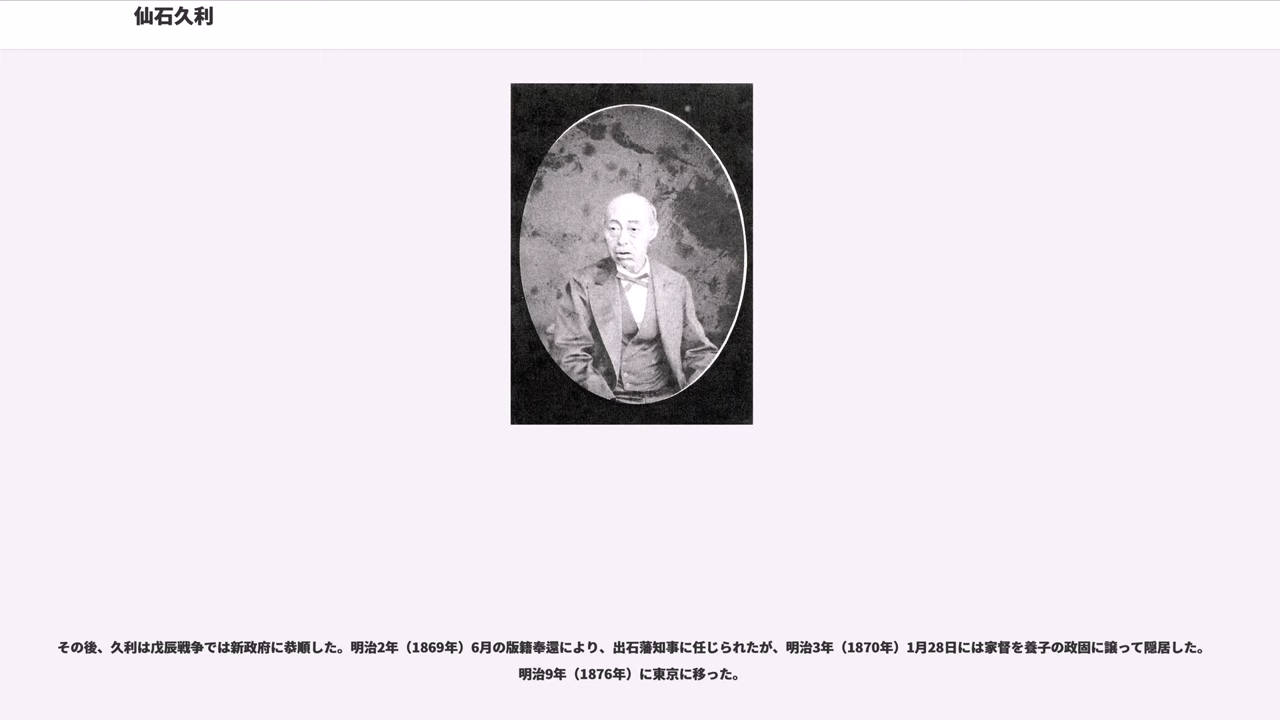 仙石久利
その後、久利は戊辰戦争では新政府に恭順した。明治2年（1869年）6月の版籍奉還により、出石藩知事に任じられたが、明治3年（1870年）1月28日には家督を養子の政固に譲って隠居した。
明治9年（1876年）に東京に移った。